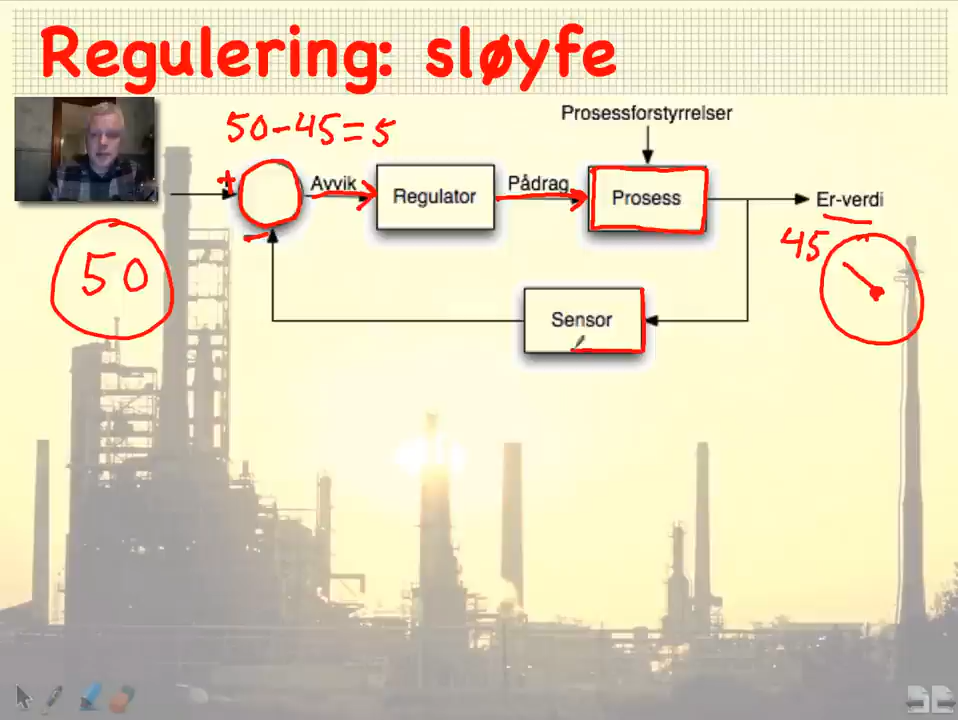 Regulering: sløyfe
50-45=5
Prosessforstyrrelser
+
Avvik
Regulator
Pådrag
Prosess
Er-verdi
-
50
45
Sensor